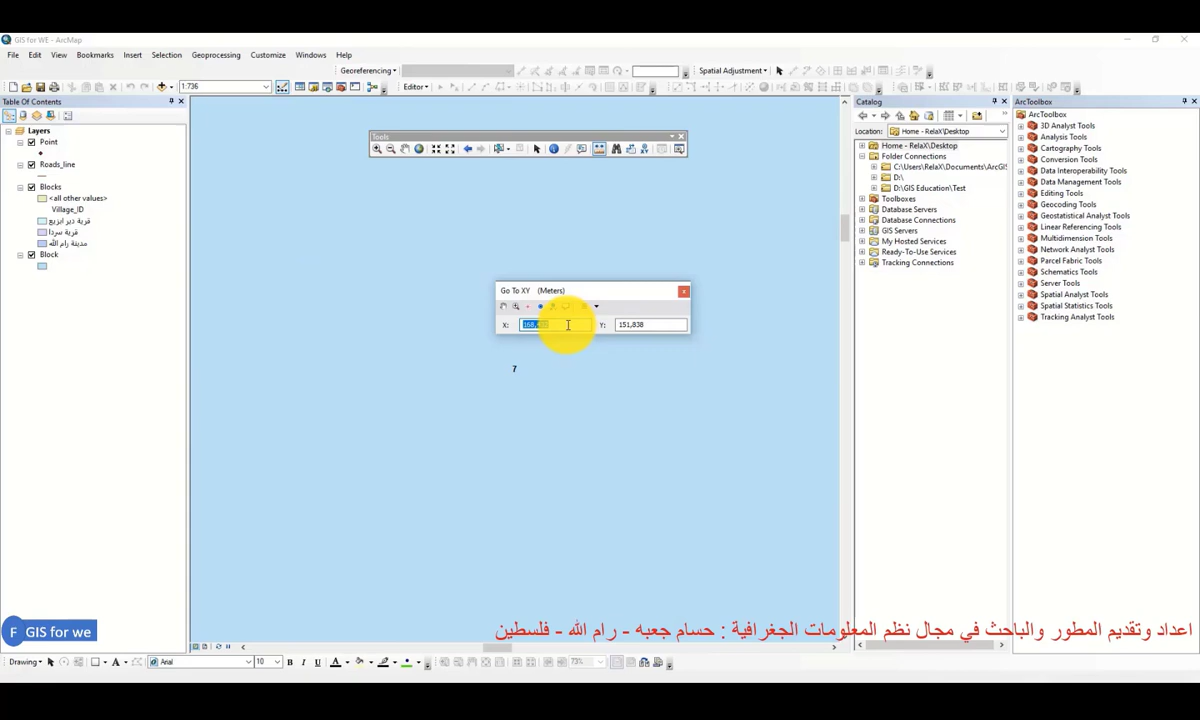 GIS for WE - ArcMap
File Edit View Bookmarks Insert Selection Geoprocessing Customize Windows Help
Georeferencing
Spatial Adjustment
1:736
Editor
Table Of Contents
Layers
Point
Roads_line
Blocks
<all other values>
Village_ID
قرية دير ابزيع
قرية سردا
مدينة رام الله
Block
Tools
Go To XY (Meters)
X:
Y: 151,838
7
Catalog
Location: Home - RelaX\Desktop
Home - RelaX\Desktop
Folder Connections
C:\Users\RelaX\Documents\ArcGIS
D:\
D:\GIS Education\Test
Toolboxes
Database Servers
Database Connections
GIS Servers
My Hosted Services
Ready-To-Use Services
Tracking Connections
ArcToolbox
ArcToolbox
3D Analyst Tools
Analysis Tools
Cartography Tools
Conversion Tools
Data Interoperability Tools
Data Management Tools
Editing Tools
Geocoding Tools
Geostatistical Analyst Tools
Linear Referencing Tools
Multidimension Tools
Network Analyst Tools
Parcel Fabric Tools
Schematics Tools
Server Tools
Spatial Analyst Tools
Spatial Statistics Tools
Tracking Analyst Tools
F GIS for we
اعداد وتقديم المطور والباحث في مجال نظم المعلومات الجغرافية : حسام جعبه - رام الله - فلسطين
Drawing
Arial
10
B I U A
73%